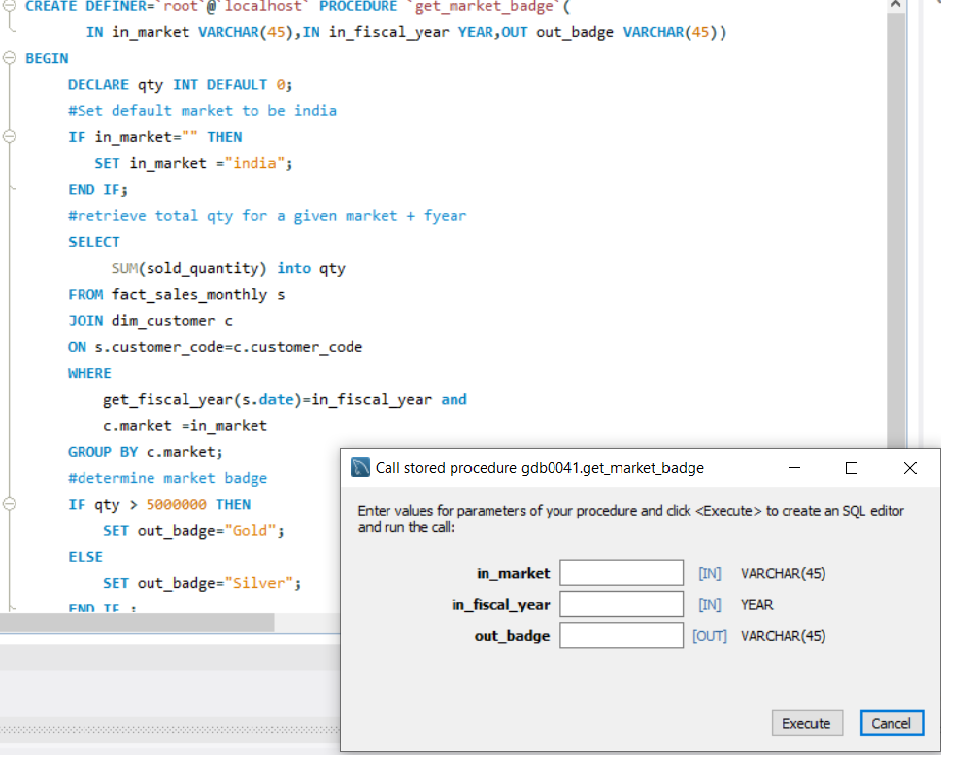 CREATE DEFINER=`root`@`localhost` PROCEDURE `get_market_badge`(
IN in_market VARCHAR(45),IN in_fiscal_year YEAR,OUT out_badge VARCHAR(45))
BEGIN
DECLARE qty INT DEFAULT 0;
#Set default market to be india
IF in_market="" THEN
SET in_market ="india";
END IF;
#retrieve total qty for a given market + fyear
SELECT
SUM(sold_quantity) into qty
FROM fact_sales_monthly s
JOIN dim_customer c
ON s.customer_code=c.customer_code
WHERE
get_fiscal_year(s.date)=in_fiscal_year and
c.market =in_market
GROUP BY c.market;
#determine market badge
IF qty > 5000000 THEN
SET out_badge="Gold";
ELSE
SET out_badge="Silver";
END IF ;
Call stored procedure gdb0041.get_market_badge
Enter values for parameters of your procedure and click <Execute> to create an SQL editor
and run the call:
in_market [IN] VARCHAR(45)
in_fiscal_year [IN] YEAR
out_badge [OUT] VARCHAR(45)
Execute Cancel